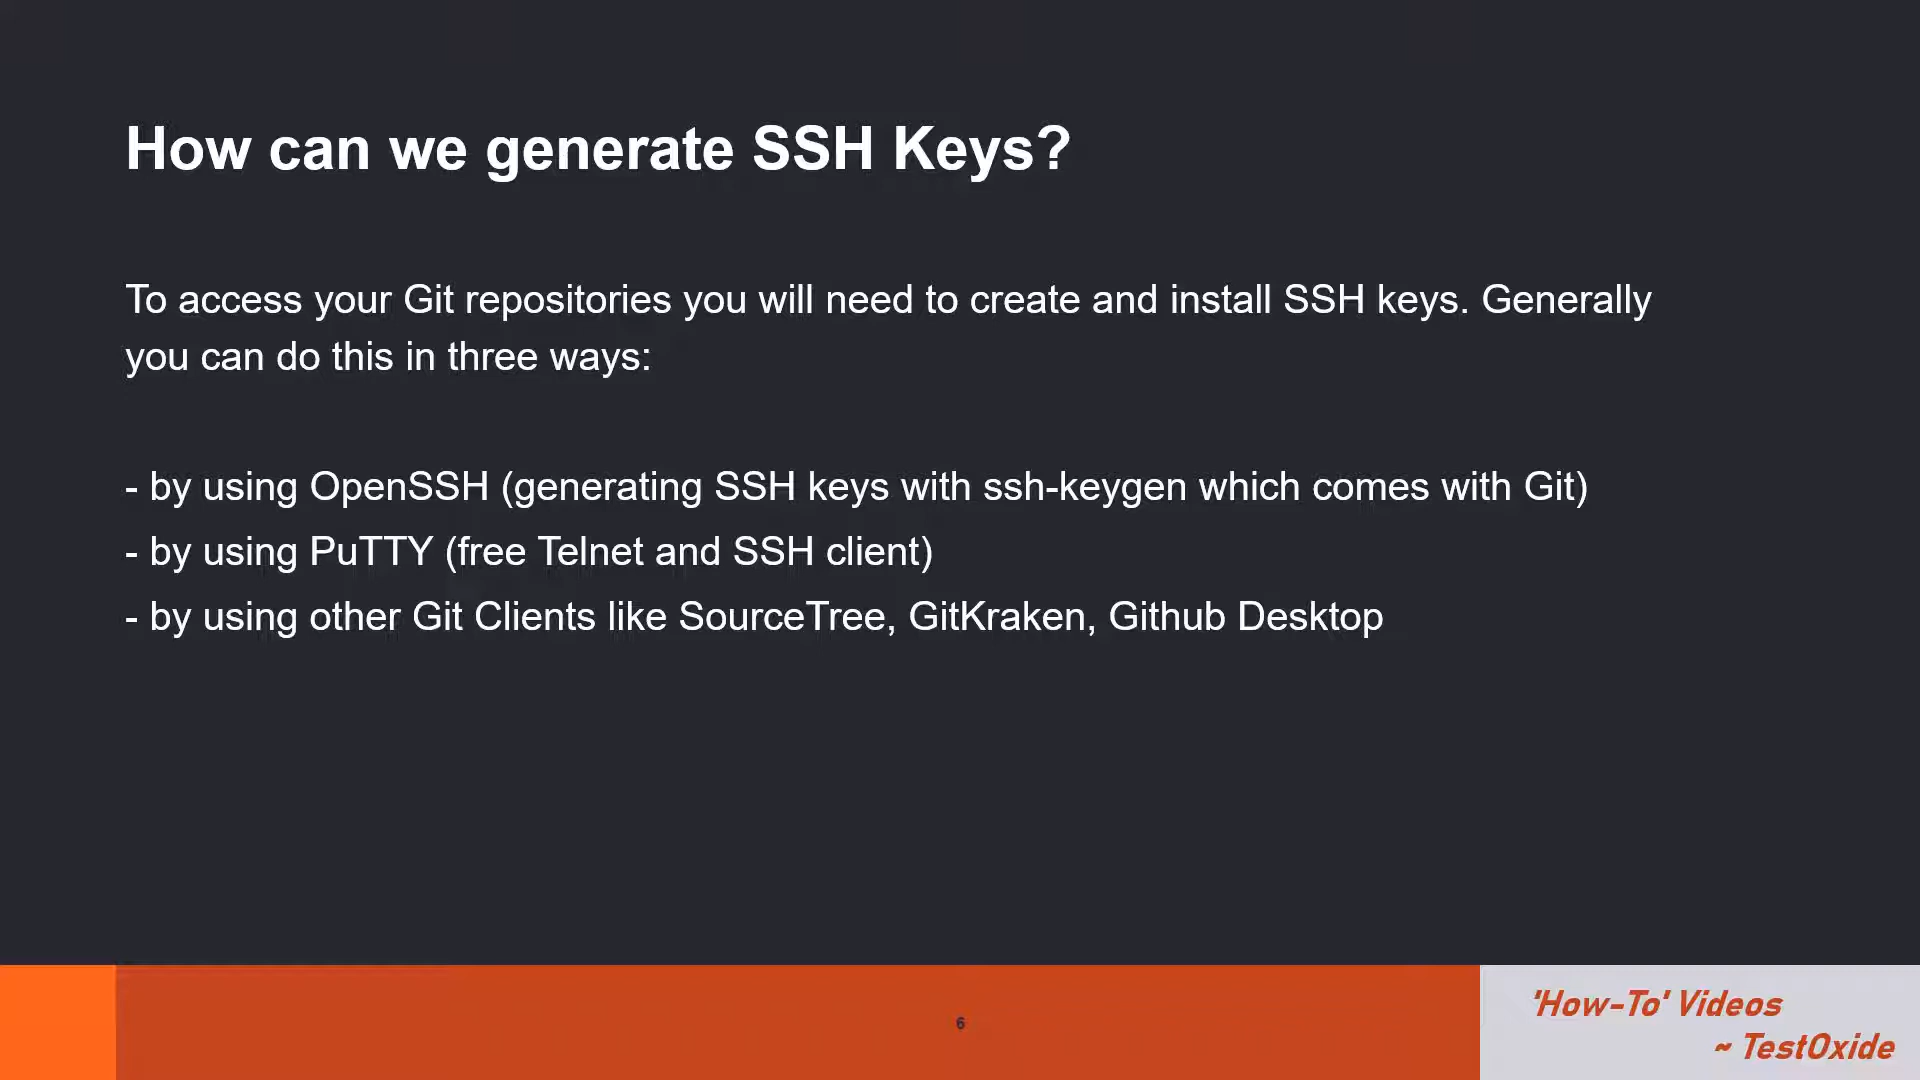 How can we generate SSH Keys?
To access your Git repositories you will need to create and install SSH keys. Generally
you can do this in three ways:
- by using OpenSSH (generating SSH keys with ssh-keygen which comes with Git)
- by using PuTTY (free Telnet and SSH client)
- by using other Git Clients like SourceTree, GitKraken, Github Desktop
6
'How-To' Videos
~ TestOxide